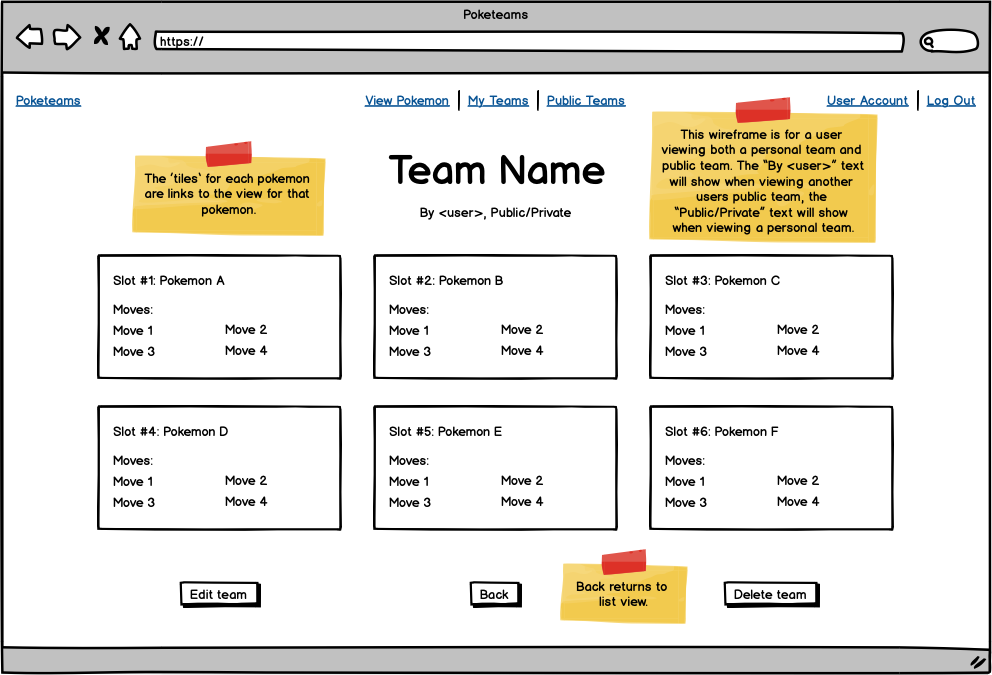 Poketeams
https://
Poketeams
View Pokemon
My Teams
Public Teams
User Account
Log Out
The 'tiles' for each pokemon
are links to the view for that
pokemon.
Team Name
By <user>, Public/Private
This wireframe is for a user
viewing both a personal team and
public team. The "By <user>" text
will show when viewing another
users public team, the
"Public/Private" text will show
when viewing a personal team.
Slot #1: Pokemon A
Moves:
Move 1 Move 2
Move 3 Move 4
Slot #2: Pokemon B
Moves:
Move 1 Move 2
Move 3 Move 4
Slot #3: Pokemon C
Moves:
Move 1 Move 2
Move 3 Move 4
Slot #4: Pokemon D
Moves:
Move 1 Move 2
Move 3 Move 4
Slot #5: Pokemon E
Moves:
Move 1 Move 2
Move 3 Move 4
Slot #6: Pokemon F
Moves:
Move 1 Move 2
Move 3 Move 4
Edit team
Back
Back returns to
list view.
Delete team